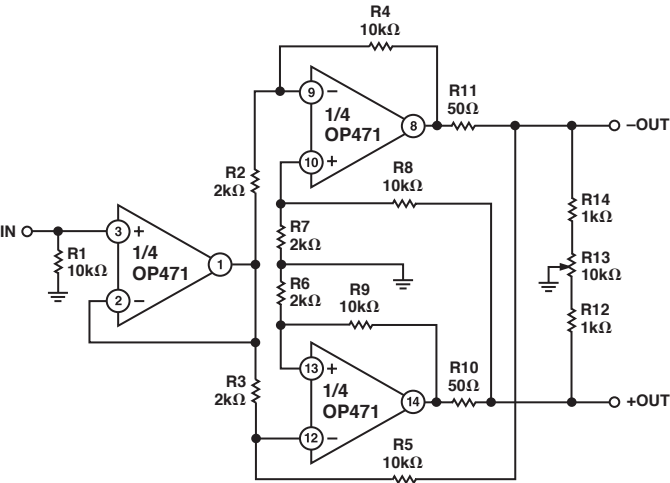 R4
10kΩ
R11
50Ω
9
–
1/4
OP471
8
–OUT
10
+
R2
2kΩ
R8
10kΩ
R7
2kΩ
R14
1kΩ
IN
3
+
R1
10kΩ
1/4
OP471
1
2
–
R6
2kΩ
R9
10kΩ
R13
10kΩ
R12
1kΩ
R3
2kΩ
13
+
1/4
OP471
14
R10
50Ω
+OUT
12
–
R5
10kΩ